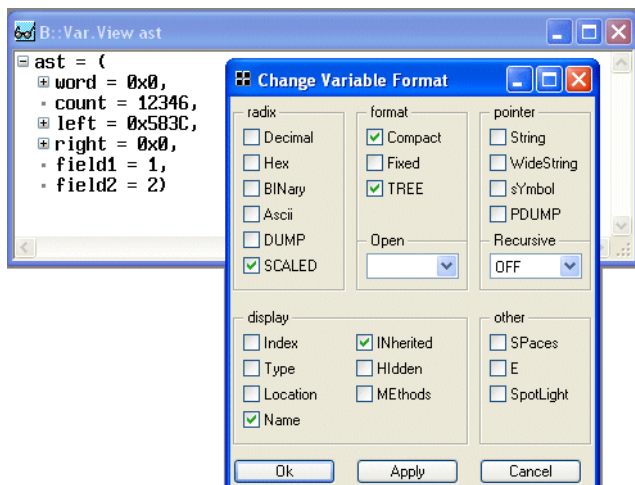 B::Var.View ast
ast = (
word = 0x0,
count = 12346,
left = 0x583C,
right = 0x0,
field1 = 1,
field2 = 2)
Change Variable Format
radix
Decimal
Hex
BINary
Ascii
DUMP
SCALED
format
Compact
Fixed
TREE
Open
pointer
String
WideString
sYmbol
PDUMP
Recursive
OFF
display
Index
Type
Location
Name
INherited
HIdden
MEthods
other
SPaces
E
SpotLight
Ok
Apply
Cancel